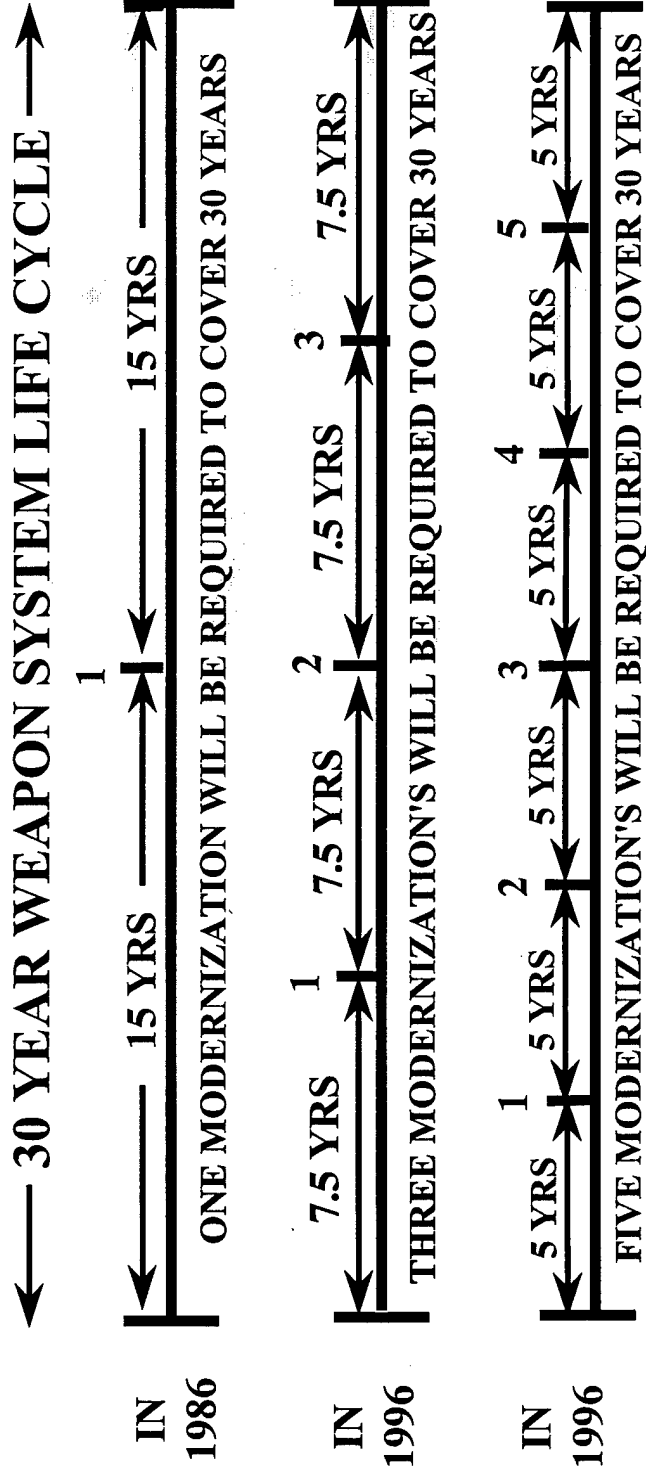 30 YEAR WEAPON SYSTEM LIFE CYCLE
IN
1986
1
15 YRS 15 YRS
ONE MODERNIZATION WILL BE REQUIRED TO COVER 30 YEARS
IN
1996
1 2 3
7.5 YRS 7.5 YRS 7.5 YRS 7.5 YRS
THREE MODERNIZATION'S WILL BE REQUIRED TO COVER 30 YEARS
IN
1996
1 2 3 4 5
5 YRS 5 YRS 5 YRS 5 YRS 5 YRS 5 YRS
FIVE MODERNIZATION'S WILL BE REQUIRED TO COVER 30 YEARS